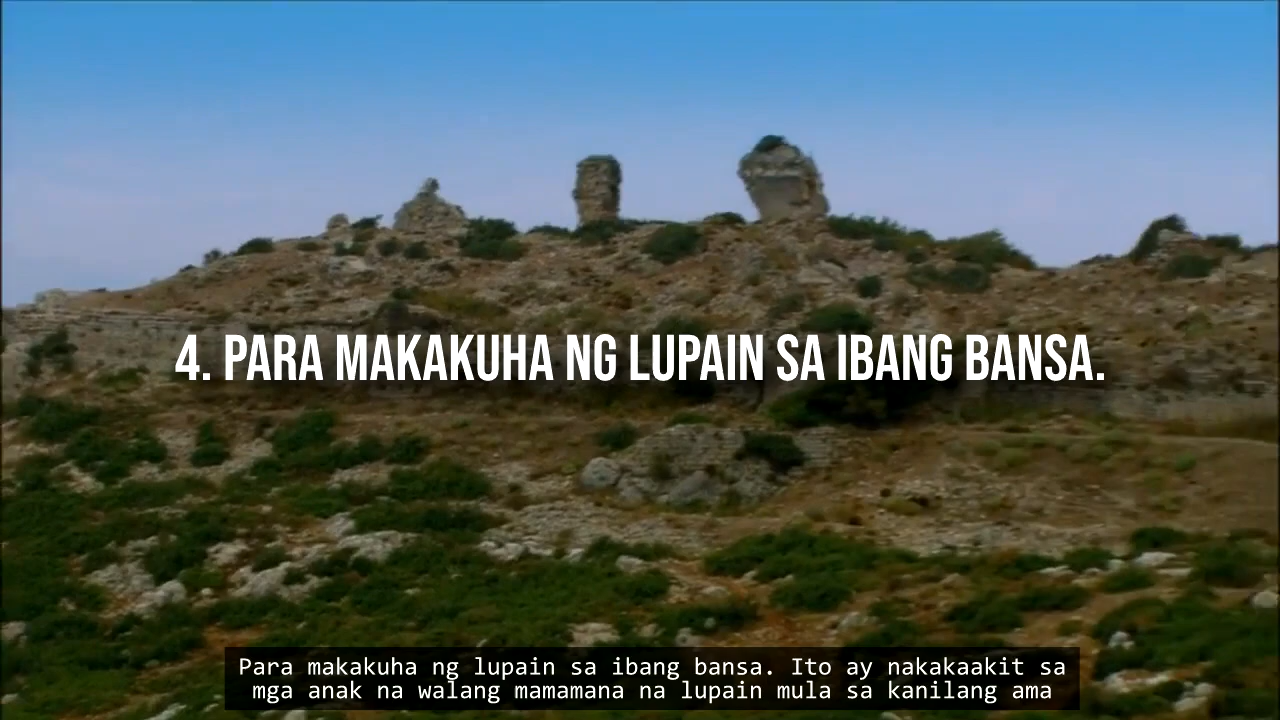 4. PARA MAKAKUHA NG LUPAIN SA IBANG BANSA.
Para makakuha ng lupain sa ibang bansa. Ito ay nakakaakit sa
mga anak na walang mamamana na lupain mula sa kanilang ama